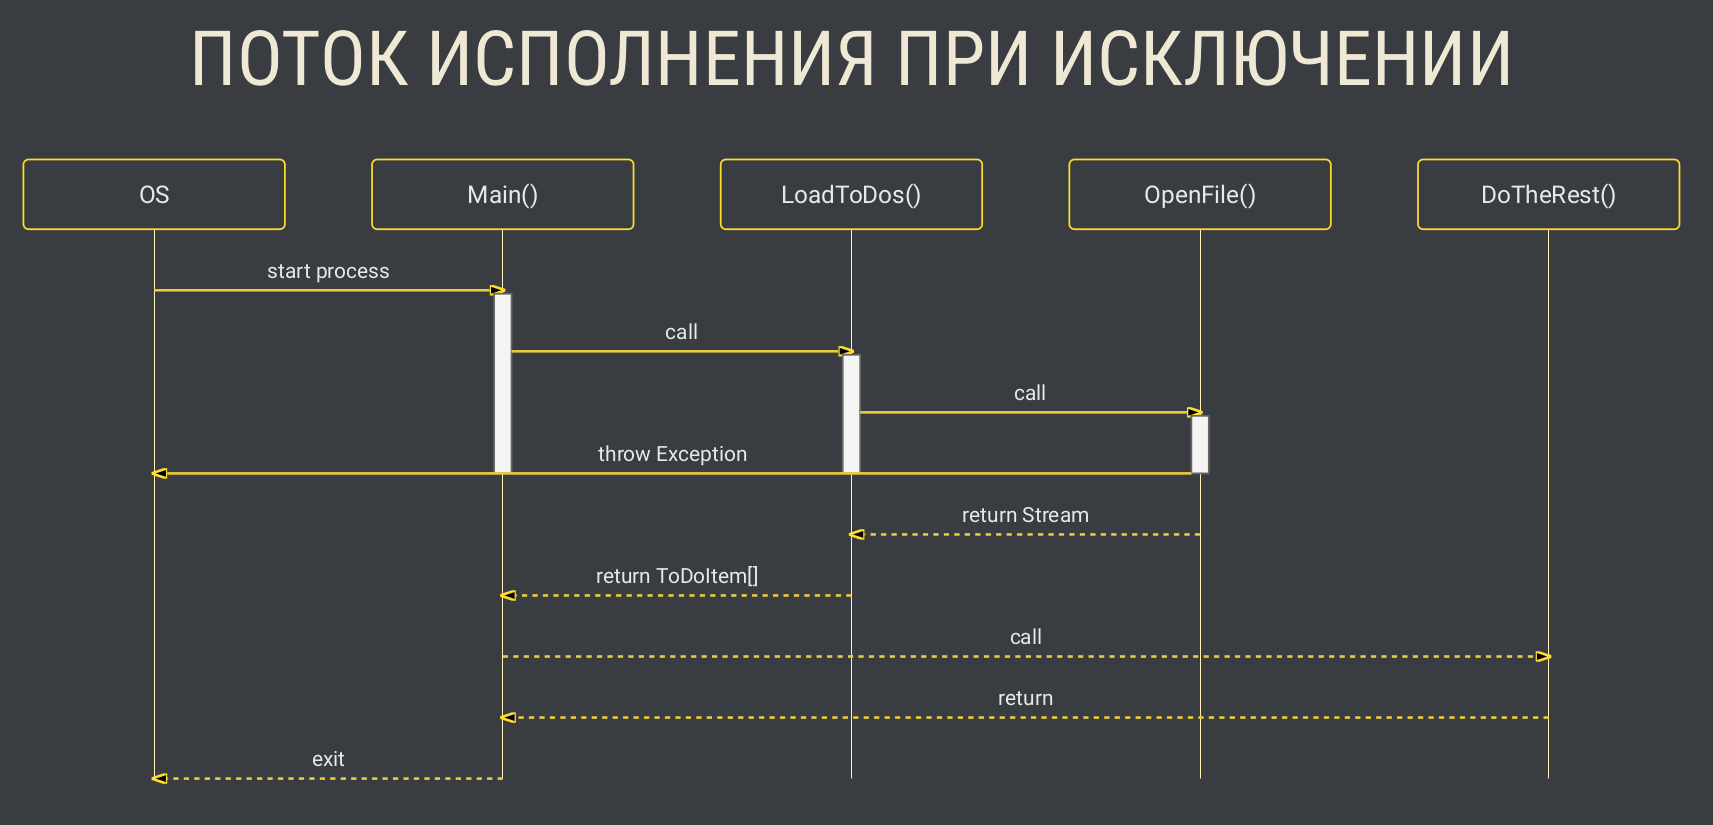 ПОТОК ИСПОЛНЕНИЯ ПРИ ИСКЛЮЧЕНИИ
OS
Main()
LoadToDos()
OpenFile()
DoTheRest()
start process
call
call
throw Exception
return Stream
return ToDoItem[]
call
return
exit